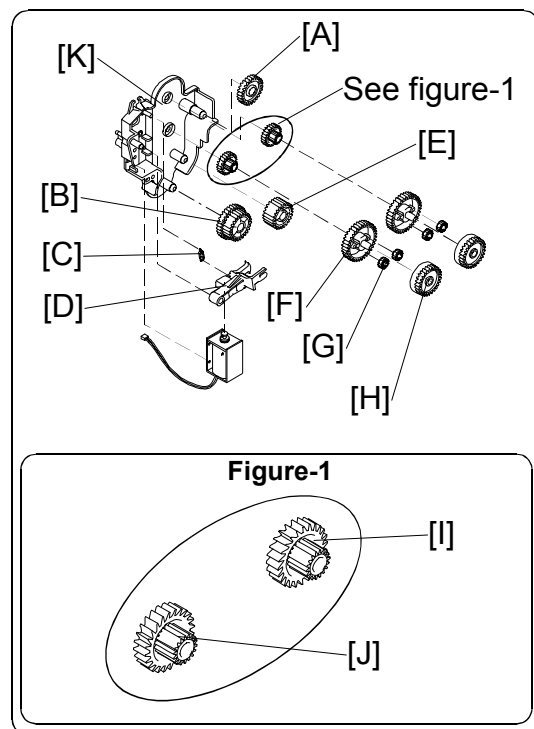 [A]
[K]
See figure-1
[E]
[B]
[C]
[D]
[F]
[G]
[H]
Figure-1
[I]
[J]